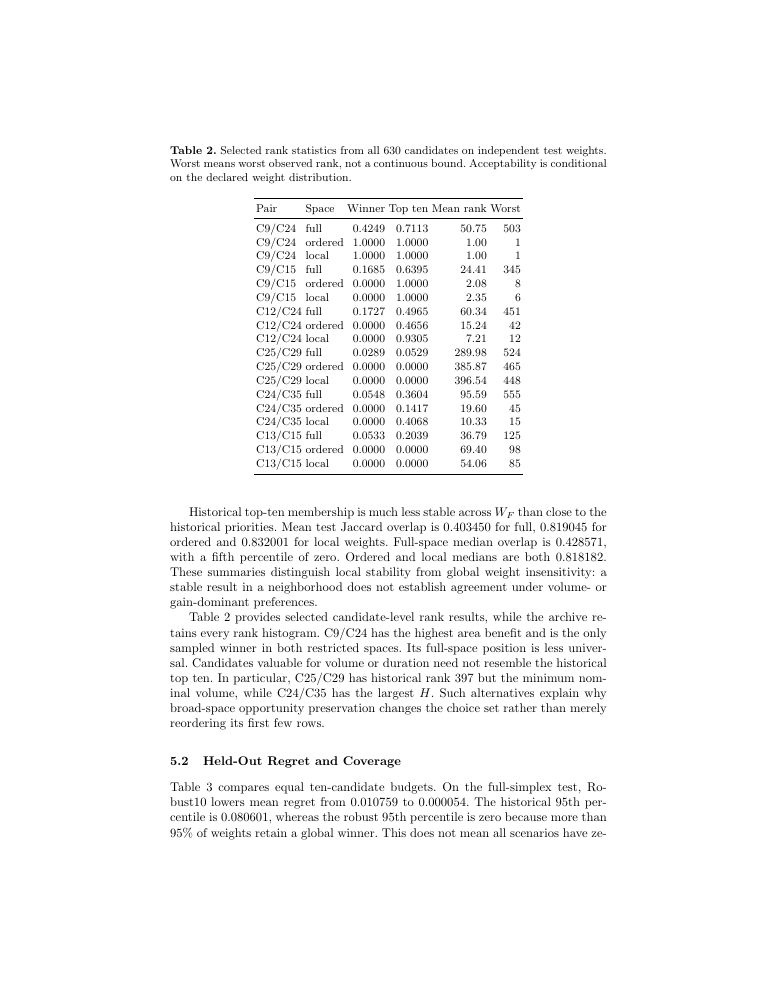 Table 2. Selected rank statistics from all 630 candidates on independent test weights.
Worst means worst observed rank, not a continuous bound. Acceptability is conditional
on the declared weight distribution.
Pair Space Winner Top ten Mean rank Worst
C9/C24 full 0.4249 0.7113 50.75 503
C9/C24 ordered 1.0000 1.0000 1.00 1
C9/C24 local 1.0000 1.0000 1.00 1
C9/C15 full 0.1685 0.6395 24.41 345
C9/C15 ordered 0.0000 1.0000 2.08 8
C9/C15 local 0.0000 1.0000 2.35 6
C12/C24 full 0.1727 0.4965 60.34 451
C12/C24 ordered 0.0000 0.4656 15.24 42
C12/C24 local 0.0000 0.9305 7.21 12
C25/C29 full 0.0289 0.0529 289.98 524
C25/C29 ordered 0.0000 0.0000 385.87 465
C25/C29 local 0.0000 0.0000 396.54 448
C24/C35 full 0.0548 0.3604 95.59 555
C24/C35 ordered 0.0000 0.1417 19.60 45
C24/C35 local 0.0000 0.4068 10.33 15
C13/C15 full 0.0533 0.2039 36.79 125
C13/C15 ordered 0.0000 0.0000 69.40 98
C13/C15 local 0.0000 0.0000 54.06 85
Historical top-ten membership is much less stable across W_F than close to the
historical priorities. Mean test Jaccard overlap is 0.403450 for full, 0.819045 for
ordered and 0.832001 for local weights. Full-space median overlap is 0.428571,
with a fifth percentile of zero. Ordered and local medians are both 0.818182.
These summaries distinguish local stability from global weight insensitivity: a
stable result in a neighborhood does not establish agreement under volume- or
gain-dominant preferences.
Table 2 provides selected candidate-level rank results, while the archive re-
tains every rank histogram. C9/C24 has the highest area benefit and is the only
sampled winner in both restricted spaces. Its full-space position is less univer-
sal. Candidates valuable for volume or duration need not resemble the historical
top ten. In particular, C25/C29 has historical rank 397 but the minimum nom-
inal volume, while C24/C35 has the largest H. Such alternatives explain why
broad-space opportunity preservation changes the choice set rather than merely
reordering its first few rows.
5.2 Held-Out Regret and Coverage
Table 3 compares equal ten-candidate budgets. On the full-simplex test, Ro-
bust10 lowers mean regret from 0.010759 to 0.000054. The historical 95th per-
centile is 0.080601, whereas the robust 95th percentile is zero because more than
95% of weights retain a global winner. This does not mean all scenarios have ze-